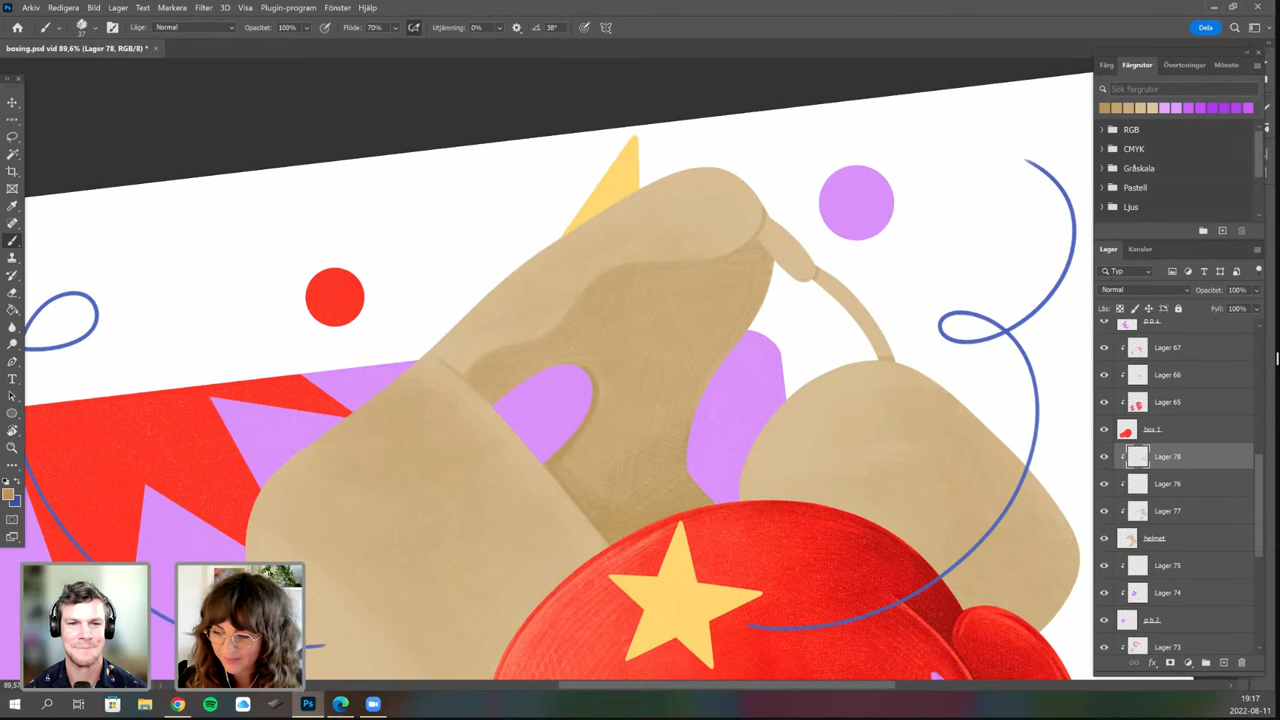 Arkiv Redigera Bild Lager Text Markera Filter 3D Visa Plugin-program Fönster Hjälp
37 Läge: Normal Opacitet: 100% Flöde: 70% Utjämning: 0% 38° Dela
boxing.psd vid 89,6% (Lager 78, RGB/8) * ×
Färg Färgrutor Övertoningar Mönste
Sök färgrutor
RGB
CMYK
Gråskala
Pastell
Ljus
Lager Kanaler
Typ
Normal Opacitet: 100%
Lås: Fyll: 100%
Lager 67
Lager 66
Lager 65
box 1
Lager 78
Lager 76
Lager 77
helmet
Lager 75
Lager 74
p b 2
Lager 73
fx
19:17
2022-08-11